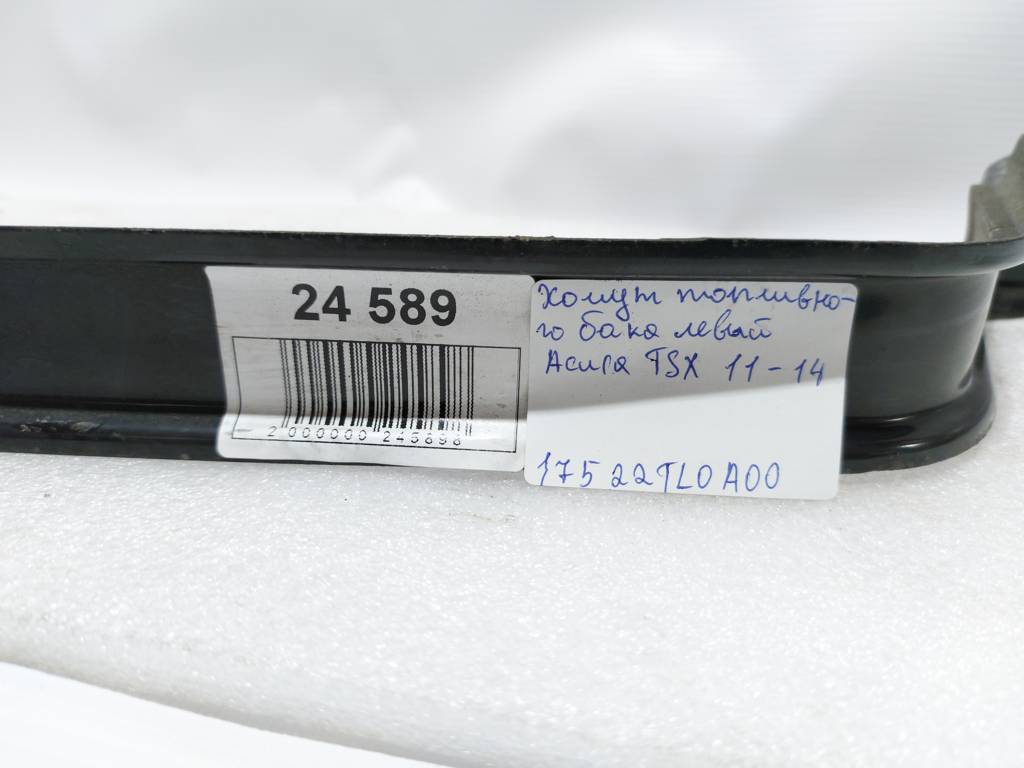 24 589
2 000000 245898
Хомут топливно-
го бака левый
Acura TSX 11-14
17522TL0A00